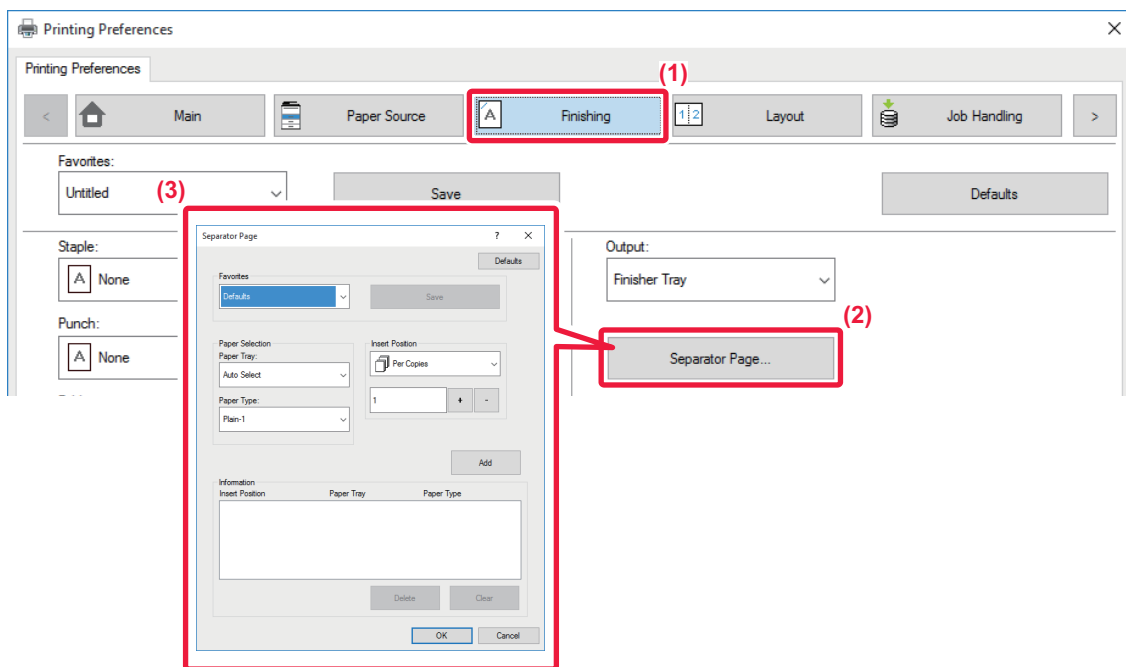 Printing Preferences
Printing Preferences
(1)
< Main Paper Source A Finishing 1 2 Layout Job Handling >
Favorites:
Untitled Save Defaults
(3)
Staple:
A None
Punch:
A None
Separator Page ? ×
Defaults
Favorites
Defaults Save
Paper Selection
Paper Tray:
Auto Select
Paper Type:
Plain-1
Insert Position
Per Copies
1 + -
Add
Information
Insert Position Paper Tray Paper Type
Delete Clear
OK Cancel
Output:
Finisher Tray
(2)
Separator Page...